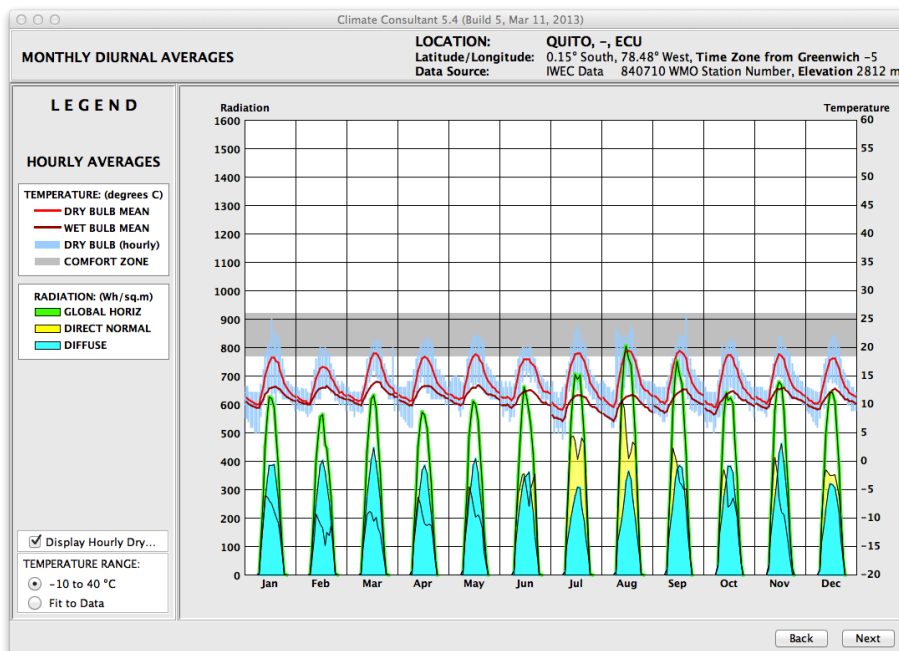 Climate Consultant 5.4 (Build 5, Mar 11, 2013)
MONTHLY DIURNAL AVERAGES
LOCATION: QUITO, -, ECU
Latitude/Longitude: 0.15° South, 78.48° West, Time Zone from Greenwich -5
Data Source: IWEC Data 840710 WMO Station Number, Elevation 2812 m
LEGEND
HOURLY AVERAGES
TEMPERATURE: (degrees C)
DRY BULB MEAN
WET BULB MEAN
DRY BULB (hourly)
COMFORT ZONE
RADIATION: (Wh/sq.m)
GLOBAL HORIZ
DIRECT NORMAL
DIFFUSE
Display Hourly Dry...
TEMPERATURE RANGE:
-10 to 40 °C
Fit to Data
Radiation Temperature
1600 60
1500 55
1400 50
1300 45
1200 40
1100 35
1000 30
900 25
800 20
700 15
600 10
500 5
400 0
300 -5
200 -10
100 -15
0 -20
Jan Feb Mar Apr May Jun Jul Aug Sep Oct Nov Dec
Back Next